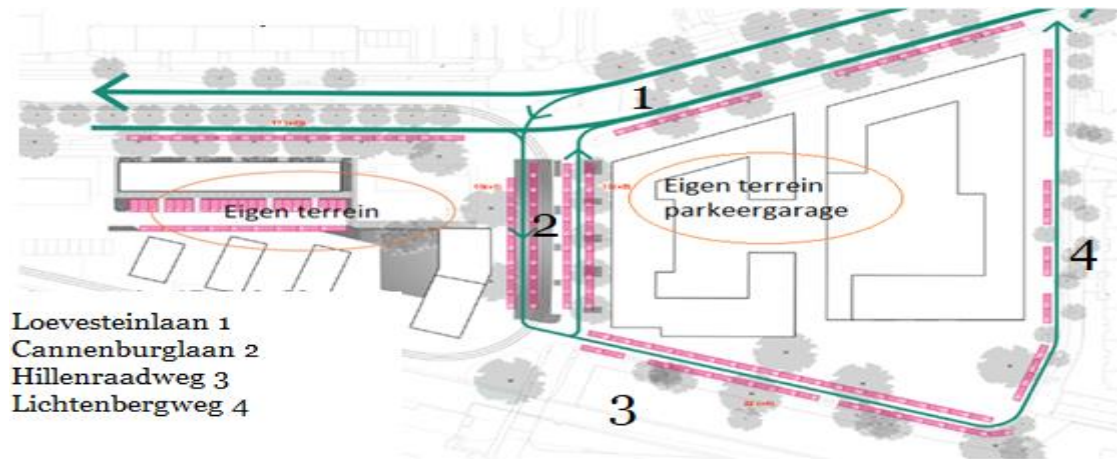 1
Eigen terrein
parkeergarage
Eigen terrein
2
4
Loevesteinlaan 1
Cannenburglaan 2
Hillenraadweg 3
Lichtenbergweg 4
3